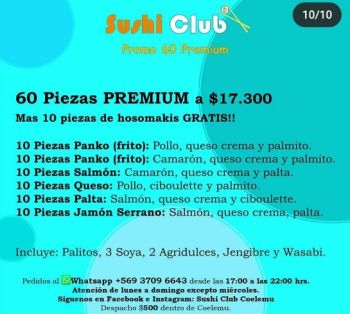 10/10
Sushi Club
Promo 60 Premium
60 Piezas PREMIUM a $17.300
Mas 10 piezas de hosomakis GRATIS!!
10 Piezas Panko (frito): Pollo, queso crema y palmito.
10 Piezas Panko (frito): Camarón, queso crema y palmito.
10 Piezas Salmón: Camarón, queso crema y palta.
10 Piezas Queso: Pollo, ciboulette y palmito.
10 Piezas Palta: Salmón, queso crema y ciboulette.
10 Piezas Jamón Serrano: Salmón, queso crema, palta.
Incluye: Palitos, 3 Soya, 2 Agridulces, Jengibre y Wasabi.
Pedidos al Whatsapp +569 3709 6643 desde las 17:00 a las 22:00 hrs.
Atención de lunes a domingo excepto miércoles.
Síguenos en Facebook e Instagram: Sushi Club Coelemu
Despacho $500 dentro de Coelemu.